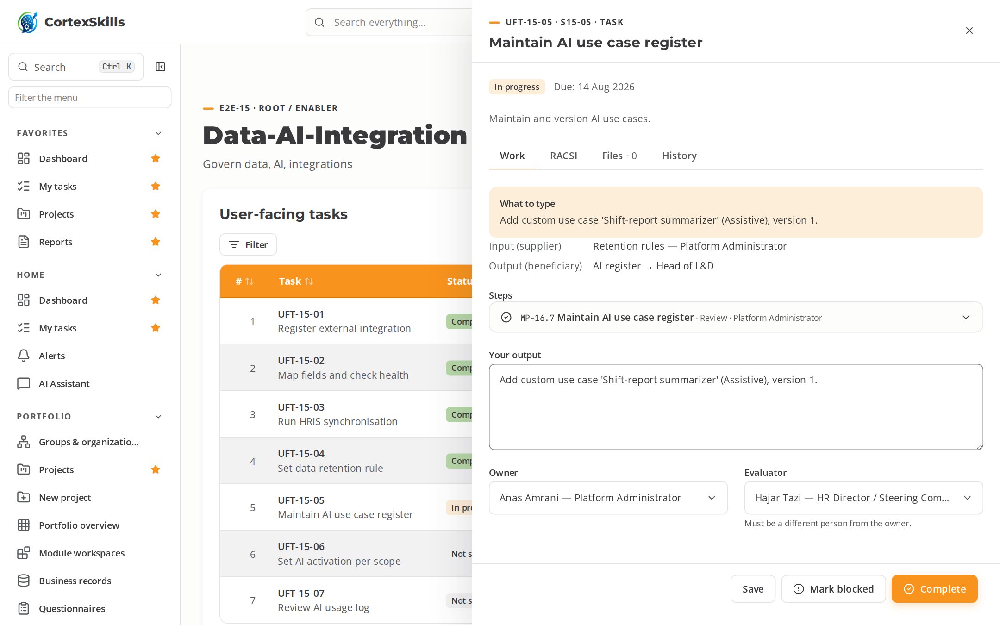 CortexSkills
Search everything...
Search
Ctrl K
Filter the menu
FAVORITES
Dashboard
My tasks
Projects
Reports
HOME
Dashboard
My tasks
Alerts
AI Assistant
PORTFOLIO
Groups & organizatio...
Projects
New project
Portfolio overview
Module workspaces
Business records
Questionnaires
E2E-15 · ROOT / ENABLER
Data-AI-Integration
Govern data, AI, integrations
User-facing tasks
Filter
# Task Statu
1 UFT-15-01 Comp
Register external integration
2 UFT-15-02 Comp
Map fields and check health
3 UFT-15-03 Comp
Run HRIS synchronisation
4 UFT-15-04 Comp
Set data retention rule
5 UFT-15-05 In pro
Maintain AI use case register
6 UFT-15-06 Not s
Set AI activation per scope
7 UFT-15-07 Not s
Review AI usage log
UFT-15-05 · S15-05 · TASK
Maintain AI use case register
In progress Due: 14 Aug 2026
Maintain and version AI use cases.
Work RACSI Files · 0 History
What to type
Add custom use case 'Shift-report summarizer' (Assistive), version 1.
Input (supplier) Retention rules — Platform Administrator
Output (beneficiary) AI register → Head of L&D
Steps
MP-16.7 Maintain AI use case register · Review · Platform Administrator
Your output
Add custom use case 'Shift-report summarizer' (Assistive), version 1.
Owner
Anas Amrani — Platform Administrator
Evaluator
Hajar Tazi — HR Director / Steering Com...
Must be a different person from the owner.
Save
Mark blocked
Complete